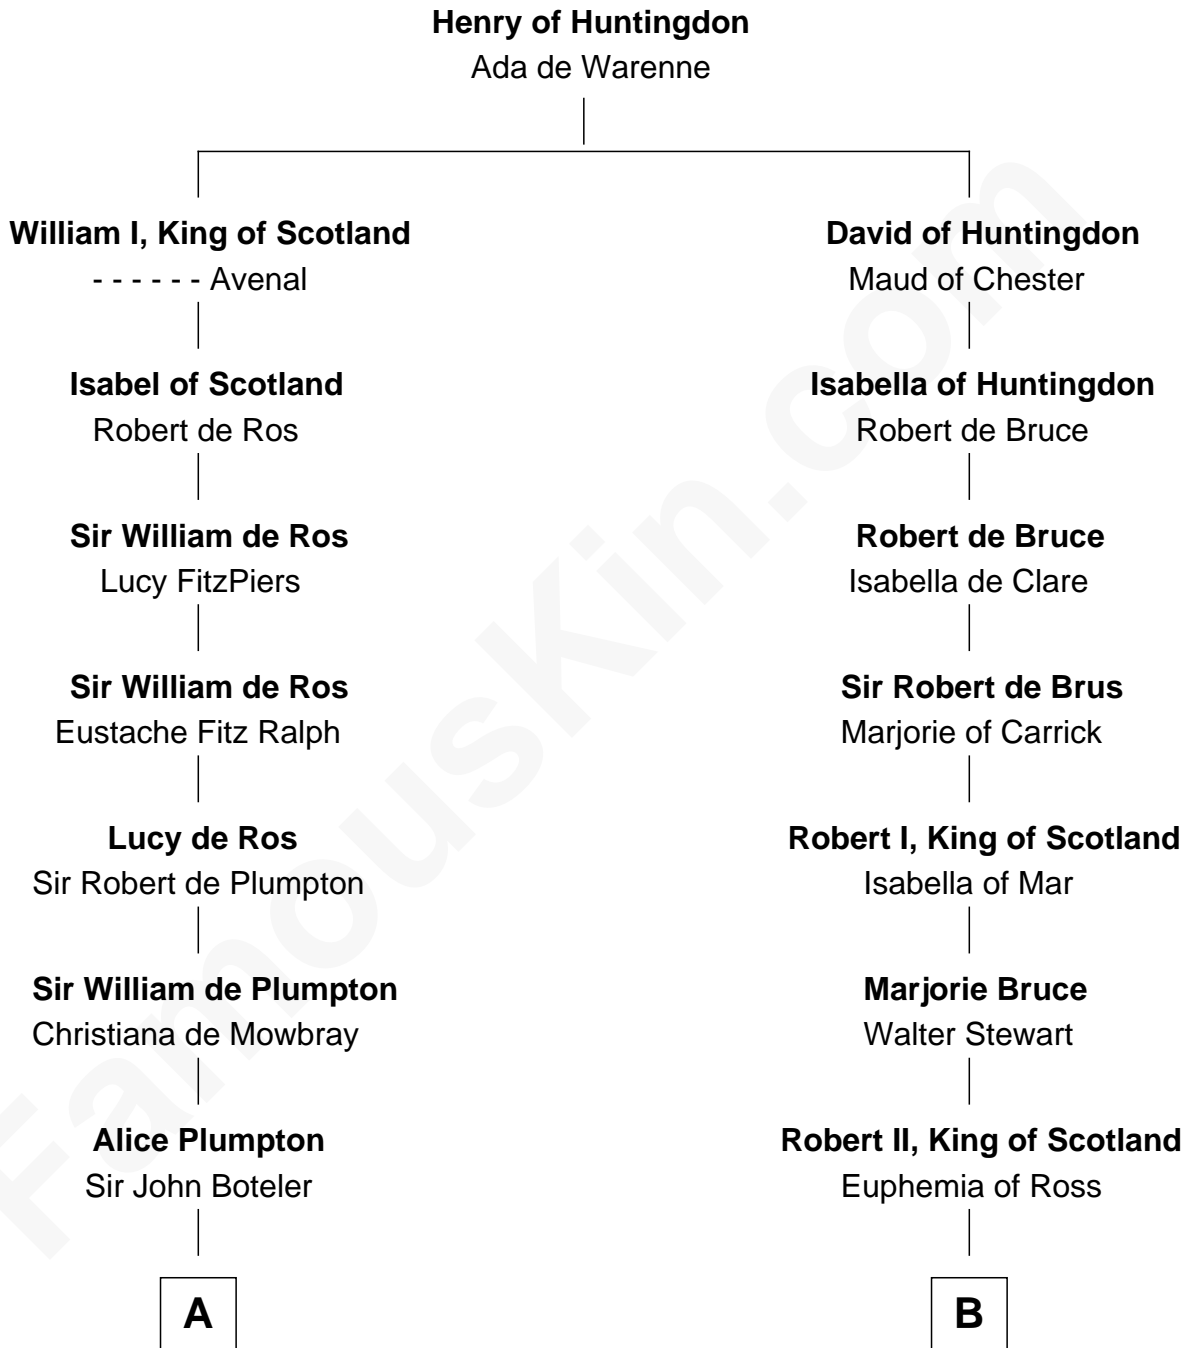 Henry of Huntingdon
Ada de Warenne
William I, King of Scotland
- - - - - - Avenal
Isabel of Scotland
Robert de Ros
Sir William de Ros
Lucy FitzPiers
Sir William de Ros
Eustache Fitz Ralph
Lucy de Ros
Sir Robert de Plumpton
Sir William de Plumpton
Christiana de Mowbray
Alice Plumpton
Sir John Boteler
A
David of Huntingdon
Maud of Chester
Isabella of Huntingdon
Robert de Bruce
Robert de Bruce
Isabella de Clare
Sir Robert de Brus
Marjorie of Carrick
Robert I, King of Scotland
Isabella of Mar
Marjorie Bruce
Walter Stewart
Robert II, King of Scotland
Euphemia of Ross
B
FamousKin.com